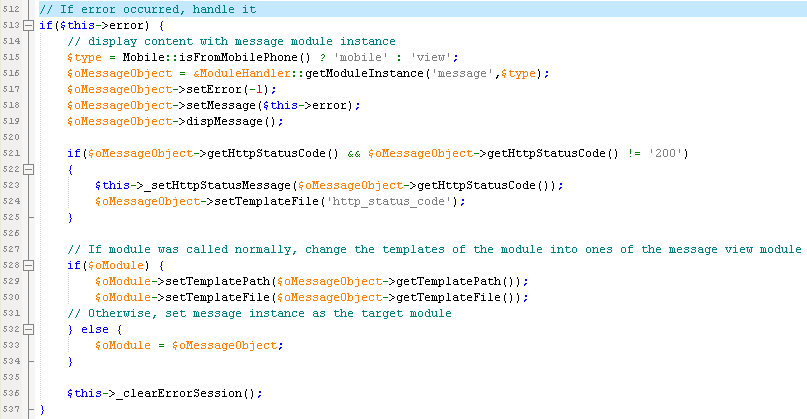 512 // If error occurred, handle it
513 if($this->error) {
514 // display content with message module instance
515 $type = Mobile::isFromMobilePhone() ? 'mobile' : 'view';
516 $oMessageObject = &ModuleHandler::getModuleInstance('message',$type);
517 $oMessageObject->setError(-1);
518 $oMessageObject->setMessage($this->error);
519 $oMessageObject->dispMessage();
520
521 if($oMessageObject->getHttpStatusCode() && $oMessageObject->getHttpStatusCode() != '200')
522 {
523 $this->_setHttpStatusMessage($oMessageObject->getHttpStatusCode());
524 $oMessageObject->setTemplateFile('http_status_code');
525 }
526
527 // If module was called normally, change the templates of the module into ones of the message view module
528 if($oModule) {
529 $oModule->setTemplatePath($oMessageObject->getTemplatePath());
530 $oModule->setTemplateFile($oMessageObject->getTemplateFile());
531 // Otherwise, set message instance as the target module
532 } else {
533 $oModule = $oMessageObject;
534 }
535
536 $this->_clearErrorSession();
537 }